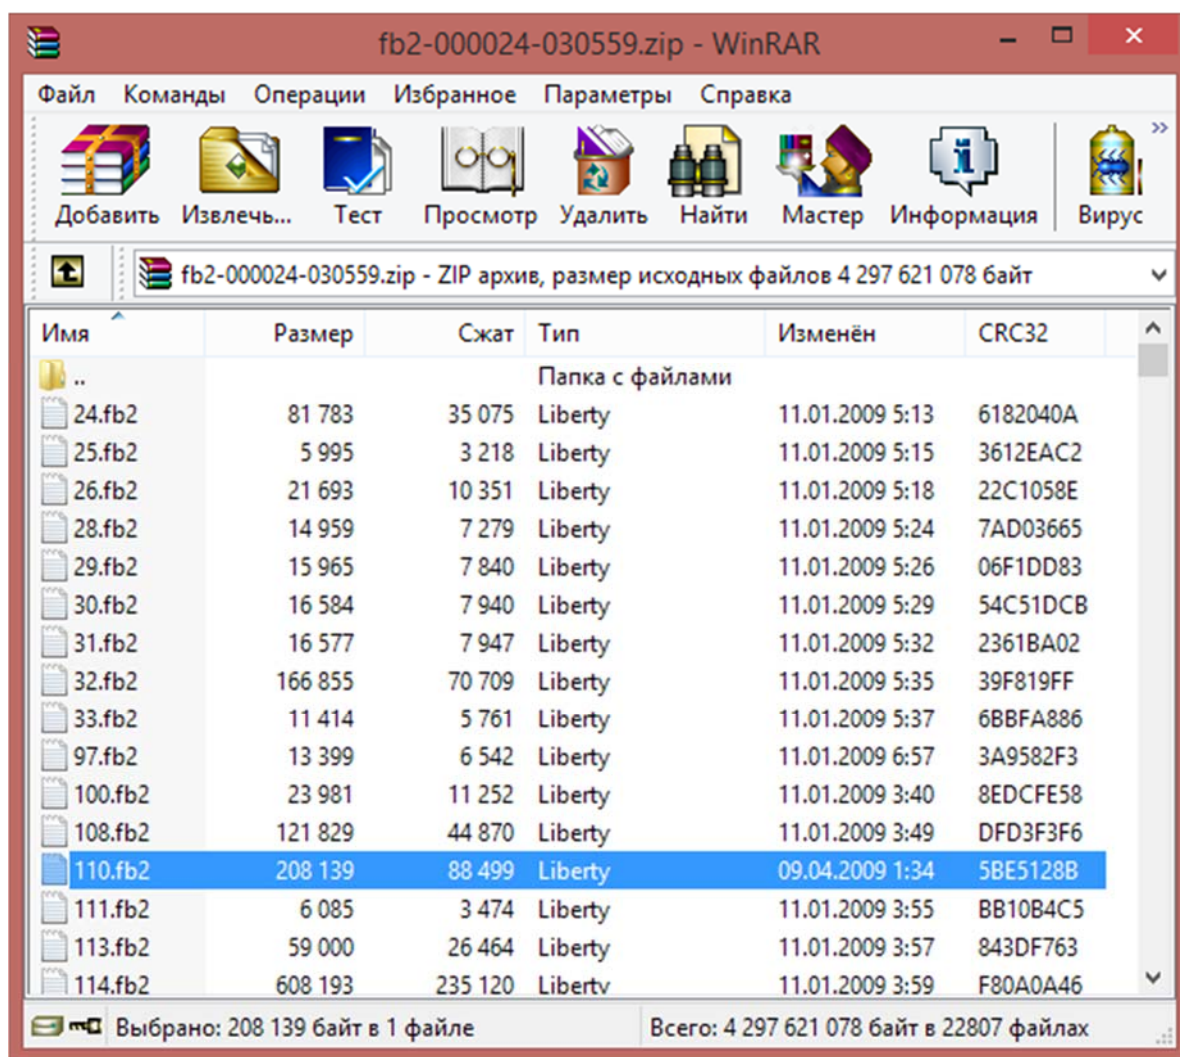 fb2-000024-030559.zip - WinRAR
Файл Команды Операции Избранное Параметры Справка
Добавить Извлечь... Тест Просмотр Удалить Найти Мастер Информация Вирус
fb2-000024-030559.zip - ZIP архив, размер исходных файлов 4 297 621 078 байт
Имя Размер Сжат Тип Изменён CRC32
.. Папка с файлами
24.fb2 81 783 35 075 Liberty 11.01.2009 5:13 6182040A
25.fb2 5 995 3 218 Liberty 11.01.2009 5:15 3612EAC2
26.fb2 21 693 10 351 Liberty 11.01.2009 5:18 22C1058E
28.fb2 14 959 7 279 Liberty 11.01.2009 5:24 7AD03665
29.fb2 15 965 7 840 Liberty 11.01.2009 5:26 06F1DD83
30.fb2 16 584 7 940 Liberty 11.01.2009 5:29 54C51DCB
31.fb2 16 577 7 947 Liberty 11.01.2009 5:32 2361BA02
32.fb2 166 855 70 709 Liberty 11.01.2009 5:35 39F819FF
33.fb2 11 414 5 761 Liberty 11.01.2009 5:37 6BBFA886
97.fb2 13 399 6 542 Liberty 11.01.2009 6:57 3A9582F3
100.fb2 23 981 11 252 Liberty 11.01.2009 3:40 8EDCFE58
108.fb2 121 829 44 870 Liberty 11.01.2009 3:49 DFD3F3F6
110.fb2 208 139 88 499 Liberty 09.04.2009 1:34 5BE5128B
111.fb2 6 085 3 474 Liberty 11.01.2009 3:55 BB10B4C5
113.fb2 59 000 26 464 Liberty 11.01.2009 3:57 843DF763
114.fb2 608 193 235 120 Liberty 11.01.2009 3:59 F80A0A46
Выбрано: 208 139 байт в 1 файле Всего: 4 297 621 078 байт в 22807 файлах